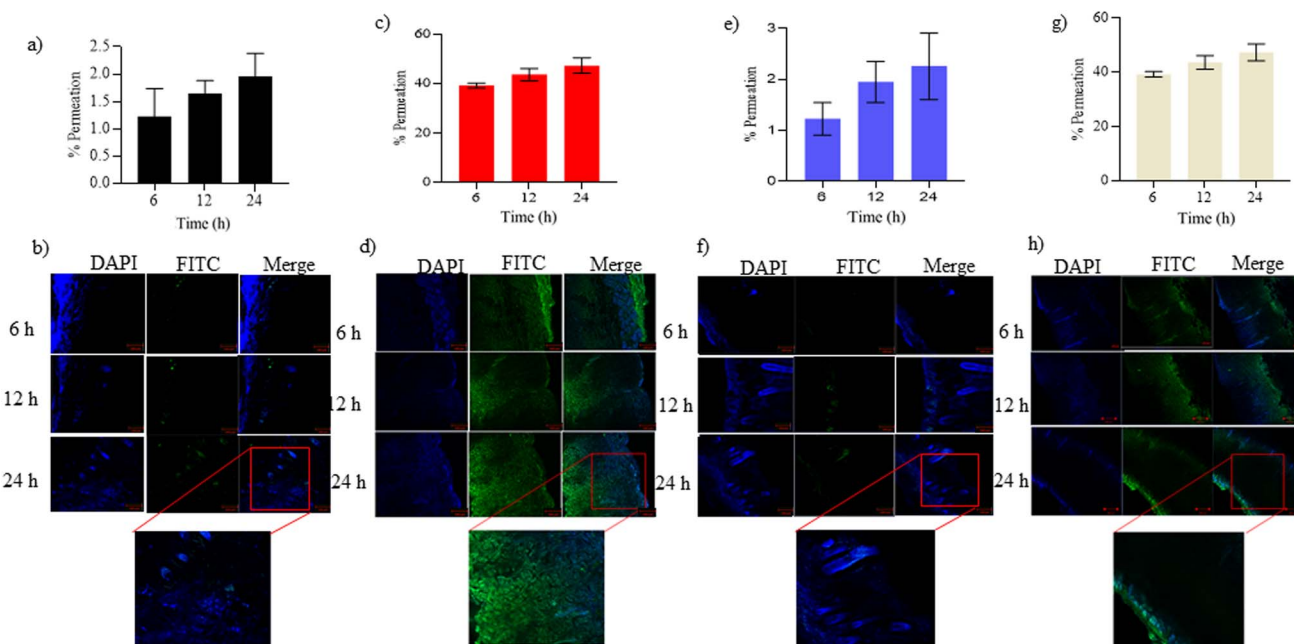 a)
% Permeation
2.5
2.0
1.5
1.0
0.5
0.0
6 12 24
Time (h)
c)
% Permeation
60
40
20
0
6 12 24
Time (h)
e)
% Permeation
3
2
1
0
6 12 24
Time (h)
g)
% Permeation
60
40
20
0
6 12 24
Time (h)
b)
DAPI FITC Merge
6 h
12 h
24 h
d)
DAPI FITC Merge
6 h
12 h
24 h
f)
DAPI FITC Merge
6 h
12 h
24 h
h)
DAPI FITC Merge
6 h
12 h
24 h